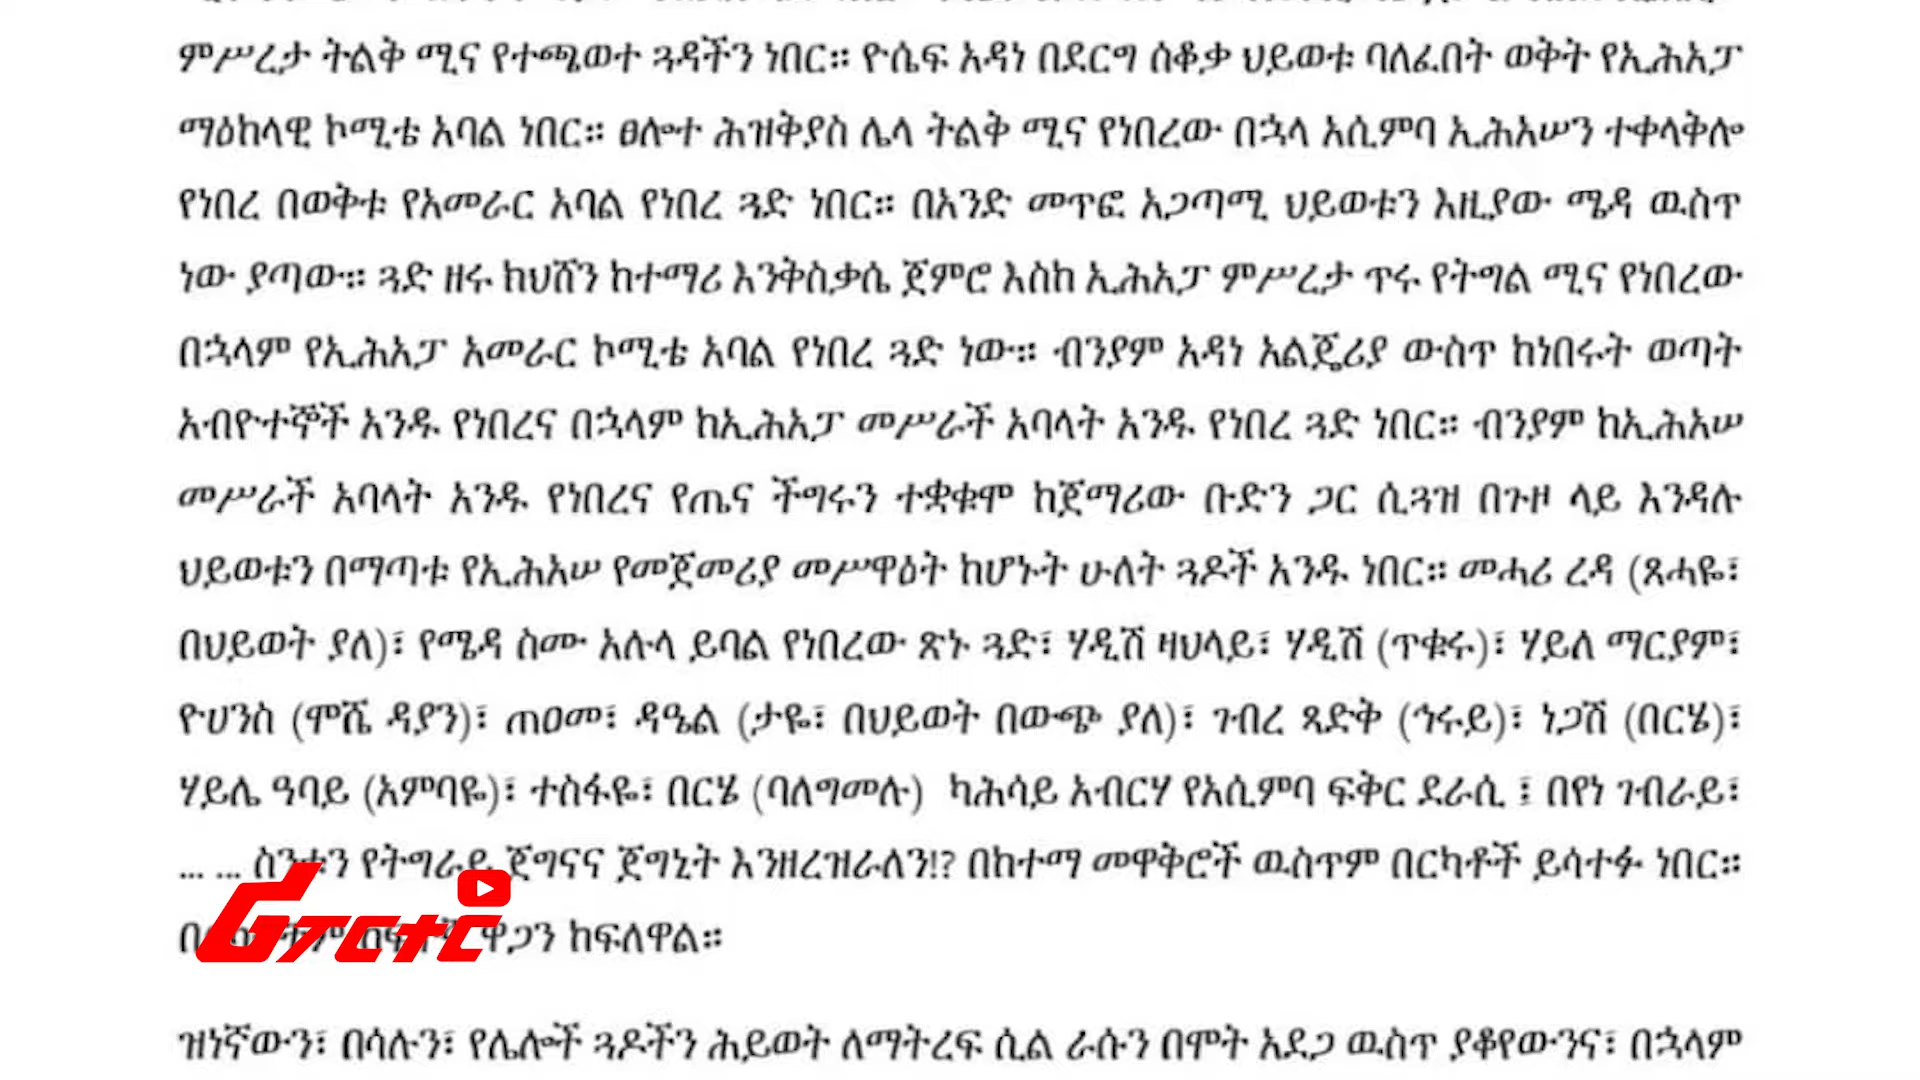 ምሥረታ ትልቅ ሚና የተጫወተ ጓዳችን ነበር። ዮሴፍ አዳነ በደርግ ሰቆቃ ህይወቱ ባለፈበት ወቅት የኢሕአፓ
ማዕከላዊ ኮሚቴ አባል ነበር። ፀሎተ ሕዝቅያስ ሌላ ትልቅ ሚና የነበረው በኋላ አሲምባ ኢሕአሠን ተቀላቅሎ
የነበረ በወቅቱ የአመራር አባል የነበረ ጓድ ነበር። በአንድ መጥፎ አጋጣሚ ህይወቱን እዚያው ሜዳ ዉስጥ
ነው ያጣው። ጓድ ዘሩ ክህሸን ከተማሪ እንቅስቃሴ ጀምሮ እስከ ኢሕአፓ ምሥረታ ጥሩ የትግል ሚና የነበረው
በኋላም የኢሕአፓ አመራር ኮሚቴ አባል የነበረ ጓድ ነው። ብንያም አዳነ አልጄሪያ ውስጥ ከነበሩት ወጣት
አብዮተኞች አንዱ የነበረና በኋላም ከኢሕአፓ መሥራች አባላት አንዱ የነበረ ጓድ ነበር። ብንያም ከኢሕአሠ
መሥራች አባላት አንዱ የነበረና የጤና ችግሩን ተቋቁሞ ከጀማሪው ቡድን ጋር ሲጓዝ በጉዞ ላይ እንዳሉ
ህይወቱን በማጣቱ የኢሕአሠ የመጀመሪያ መሥዋዕት ከሆኑት ሁለት ጓዶች አንዱ ነበር። መሓሪ ረዳ (ጸሓዬ፣
በህይወት ያለ)፣ የሜዳ ስሙ አሉላ ይባል የነበረው ጽኑ ጓድ፣ ሃዲሽ ዛህላይ፣ ሃዲሽ (ጥቁሩ)፣ ሃይለ ማርያም፣
ዮሀንስ (ሞሼ ዳያን)፣ ጠዐመ፣ ዳዔል (ታዬ፣ በህይወት በውጭ ያለ)፣ ገብረ ጻድቅ (ኅሩይ)፣ ነጋሽ (በርሄ)፣
ሃይሌ ዓባይ (አምባዬ)፣ ተስፋዬ፣ በርሄ (ባለግመሉ) ካሕሳይ አብርሃ የአሲምባ ፍቅር ደራሲ ፤ በየነ ገብራይ፣
... ... ስንቱን የትግራይ ጀግናና ጀግኒት እንዘረዝራለን!? በከተማ መዋቅሮች ዉስጥም በርካቶች ይሳተፉ ነበር።
ዋጋን ከፍለዋል።
ርዕዮት
ዝነኛውን፣ በሳሉን፣ የሌሎች ጓዶችን ሕይወት ለማትረፍ ሲል ራሱን በሞት አደጋ ዉስጥ ያቆየውንና፣ በኋላም